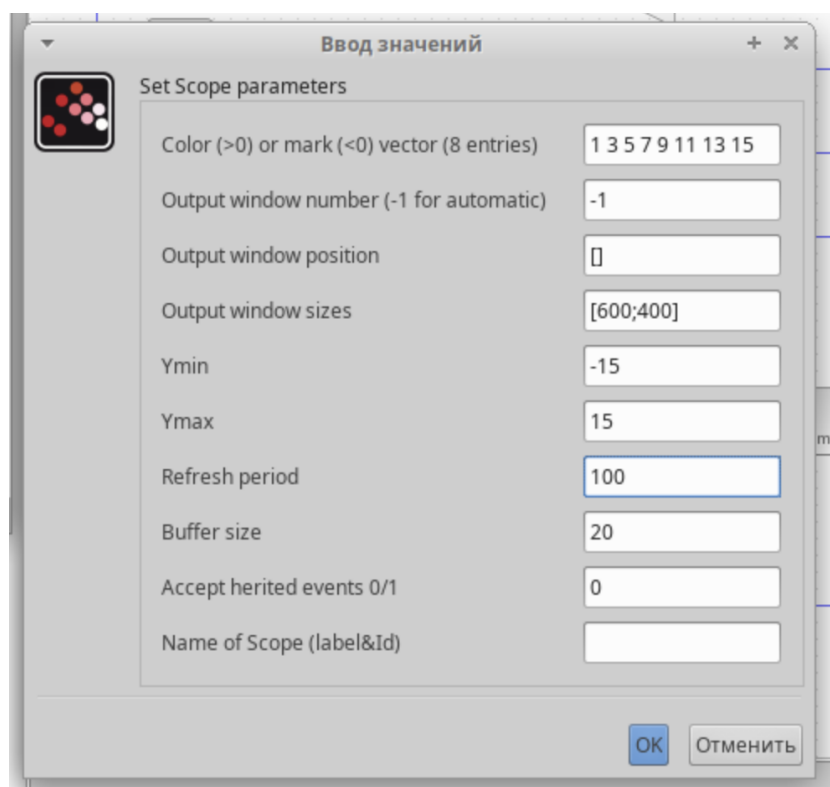 Ввод значений
Set Scope parameters
Color (>0) or mark (<0) vector (8 entries) 1 3 5 7 9 11 13 15
Output window number (-1 for automatic) -1
Output window position []
Output window sizes [600;400]
Ymin -15
Ymax 15
Refresh period 100
Buffer size 20
Accept herited events 0/1 0
Name of Scope (label&Id)
OK Отменить
m